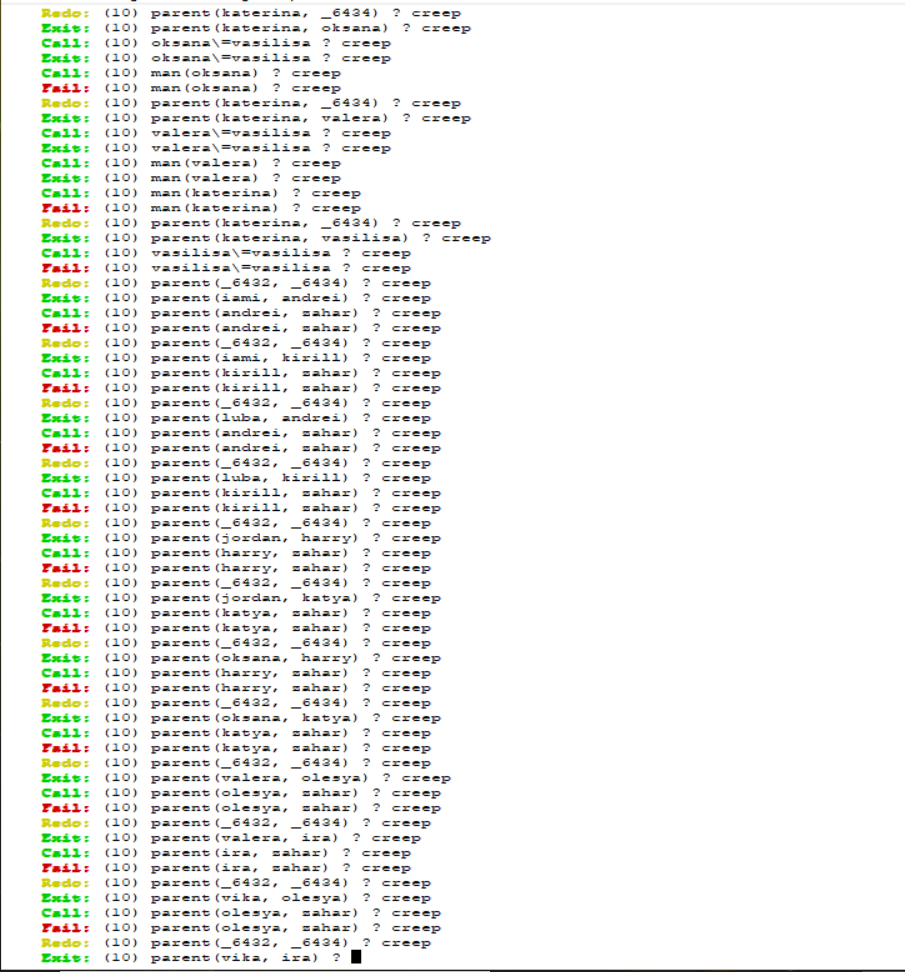 Redo: (10) parent(katerina, _6434) ? creep
Exit: (10) parent(katerina, oksana) ? creep
Call: (10) oksana\=vasilisa ? creep
Exit: (10) oksana\=vasilisa ? creep
Call: (10) man(oksana) ? creep
Fail: (10) man(oksana) ? creep
Redo: (10) parent(katerina, _6434) ? creep
Exit: (10) parent(katerina, valera) ? creep
Call: (10) valera\=vasilisa ? creep
Exit: (10) valera\=vasilisa ? creep
Call: (10) man(valera) ? creep
Exit: (10) man(valera) ? creep
Call: (10) man(katerina) ? creep
Fail: (10) man(katerina) ? creep
Redo: (10) parent(katerina, _6434) ? creep
Exit: (10) parent(katerina, vasilisa) ? creep
Call: (10) vasilisa\=vasilisa ? creep
Fail: (10) vasilisa\=vasilisa ? creep
Redo: (10) parent(_6432, _6434) ? creep
Exit: (10) parent(iami, andrei) ? creep
Call: (10) parent(andrei, zahar) ? creep
Fail: (10) parent(andrei, zahar) ? creep
Redo: (10) parent(_6432, _6434) ? creep
Exit: (10) parent(iami, kirill) ? creep
Call: (10) parent(kirill, zahar) ? creep
Fail: (10) parent(kirill, zahar) ? creep
Redo: (10) parent(_6432, _6434) ? creep
Exit: (10) parent(luba, andrei) ? creep
Call: (10) parent(andrei, zahar) ? creep
Fail: (10) parent(andrei, zahar) ? creep
Redo: (10) parent(_6432, _6434) ? creep
Exit: (10) parent(luba, kirill) ? creep
Call: (10) parent(kirill, zahar) ? creep
Fail: (10) parent(kirill, zahar) ? creep
Redo: (10) parent(_6432, _6434) ? creep
Exit: (10) parent(jordan, harry) ? creep
Call: (10) parent(harry, zahar) ? creep
Fail: (10) parent(harry, zahar) ? creep
Redo: (10) parent(_6432, _6434) ? creep
Exit: (10) parent(jordan, katya) ? creep
Call: (10) parent(katya, zahar) ? creep
Fail: (10) parent(katya, zahar) ? creep
Redo: (10) parent(_6432, _6434) ? creep
Exit: (10) parent(oksana, harry) ? creep
Call: (10) parent(harry, zahar) ? creep
Fail: (10) parent(harry, zahar) ? creep
Redo: (10) parent(_6432, _6434) ? creep
Exit: (10) parent(oksana, katya) ? creep
Call: (10) parent(katya, zahar) ? creep
Fail: (10) parent(katya, zahar) ? creep
Redo: (10) parent(_6432, _6434) ? creep
Exit: (10) parent(valera, olesya) ? creep
Call: (10) parent(olesya, zahar) ? creep
Fail: (10) parent(olesya, zahar) ? creep
Redo: (10) parent(_6432, _6434) ? creep
Exit: (10) parent(valera, ira) ? creep
Call: (10) parent(ira, zahar) ? creep
Fail: (10) parent(ira, zahar) ? creep
Redo: (10) parent(_6432, _6434) ? creep
Exit: (10) parent(vika, olesya) ? creep
Call: (10) parent(olesya, zahar) ? creep
Fail: (10) parent(olesya, zahar) ? creep
Redo: (10) parent(_6432, _6434) ? creep
Exit: (10) parent(vika, ira) ?